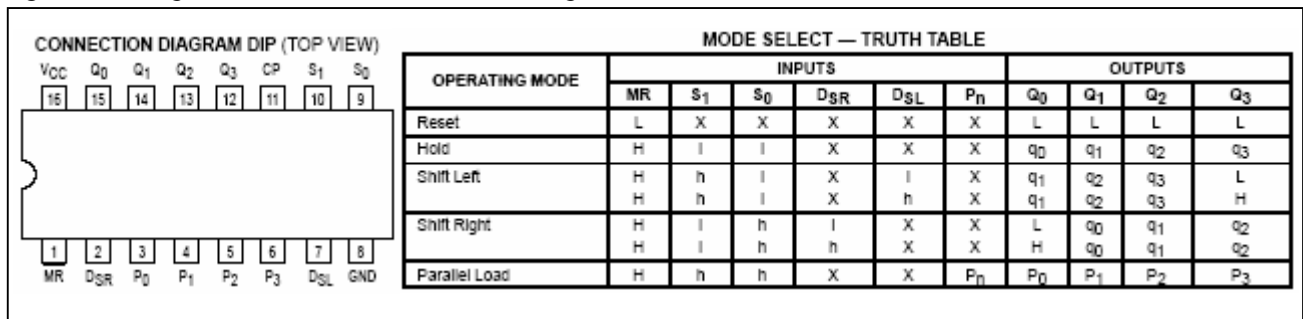 CONNECTION DIAGRAM DIP (TOP VIEW)
VCC Q0 Q1 Q2 Q3 CP S1 S0
16 15 14 13 12 11 10 9
1 2 3 4 5 6 7 8
MR DSR P0 P1 P2 P3 DSL GND
MODE SELECT — TRUTH TABLE
OPERATING MODE INPUTS OUTPUTS
MR S1 S0 DSR DSL Pn Q0 Q1 Q2 Q3
Reset L X X X X X L L L L
Hold H l l X X X q0 q1 q2 q3
Shift Left H h l X l X q1 q2 q3 L
H h l X h X q1 q2 q3 H
Shift Right H l h l X X L q0 q1 q2
H l h h X X H q0 q1 q2
Parallel Load H h h X X Pn P0 P1 P2 P3